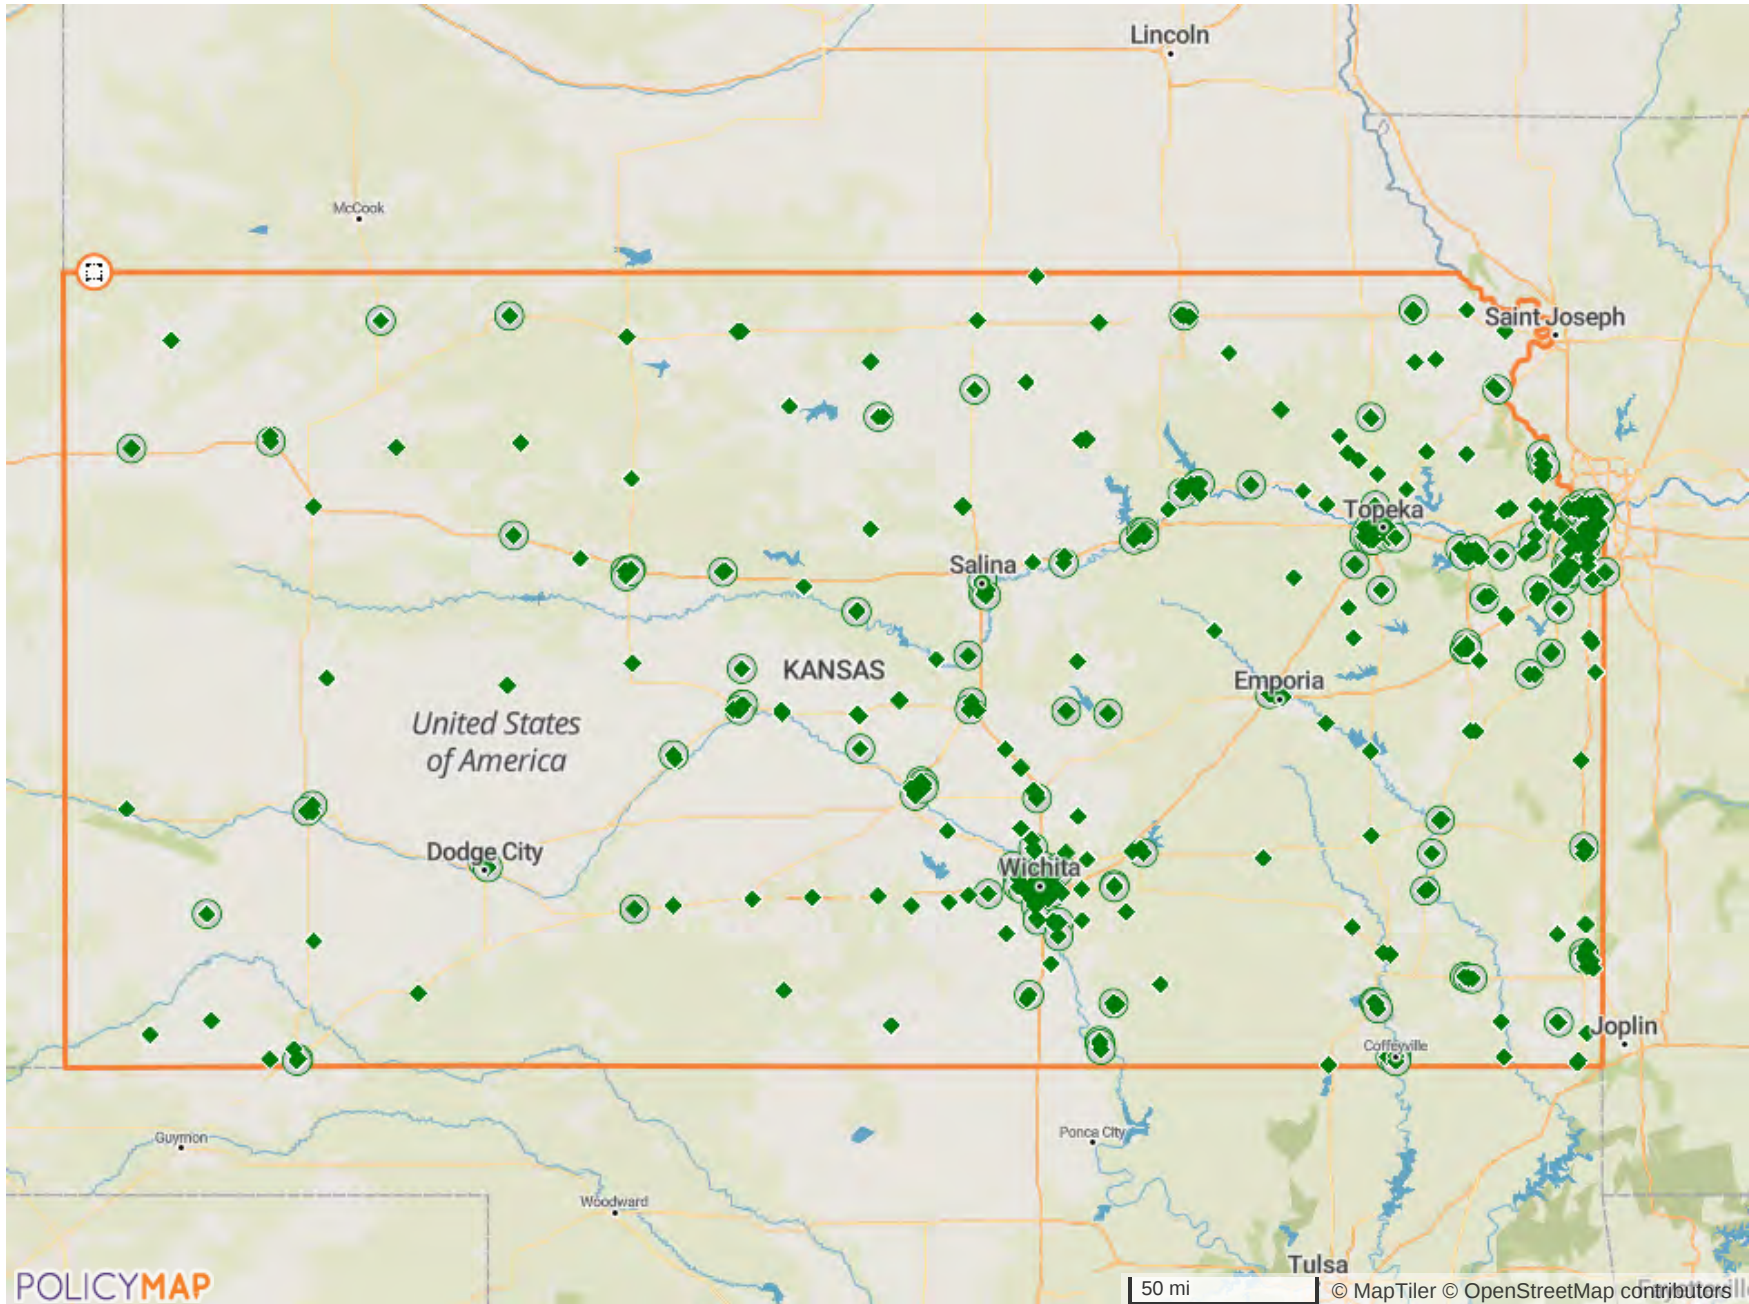 Lincoln
McCook
Saint Joseph
Topeka
Salina
KANSAS
Emporia
United States
of America
Dodge City
Wichita
Joplin
Coffeyville
Guymon
Ponca City
Woodward
Tulsa
POLICYMAP
50 mi
© MapTiler © OpenStreetMap contributors